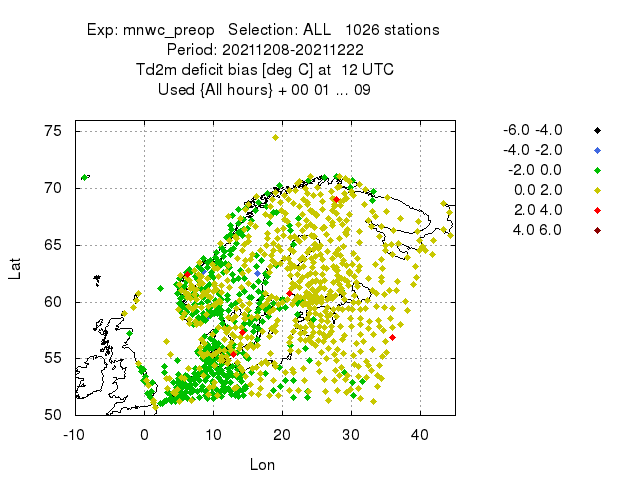 Exp: mnwc_preop   Selection: ALL   1026 stations
Period: 20211208-20211222
Td2m deficit bias [deg C] at  12 UTC
Used {All hours} + 00 01 ... 09
-6.0 -4.0
-4.0 -2.0
-2.0 0.0
0.0 2.0
2.0 4.0
4.0 6.0
75
70
65
60
55
50
Lat
-10 0 10 20 30 40
Lon